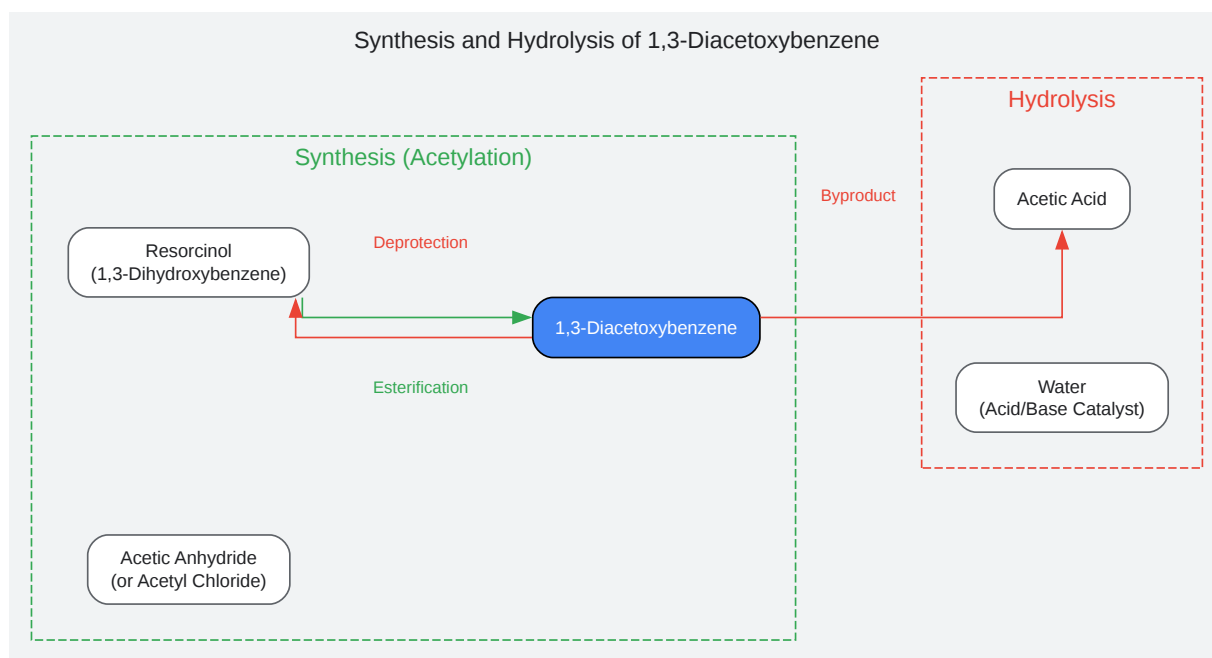 Synthesis and Hydrolysis of 1,3-Diacetoxybenzene
Hydrolysis
Synthesis (Acetylation)
Byproduct
Acetic Acid
Deprotection
Resorcinol
(1,3-Dihydroxybenzene)
1,3-Diacetoxybenzene
Esterification
Water
(Acid/Base Catalyst)
Acetic Anhydride
(or Acetyl Chloride)